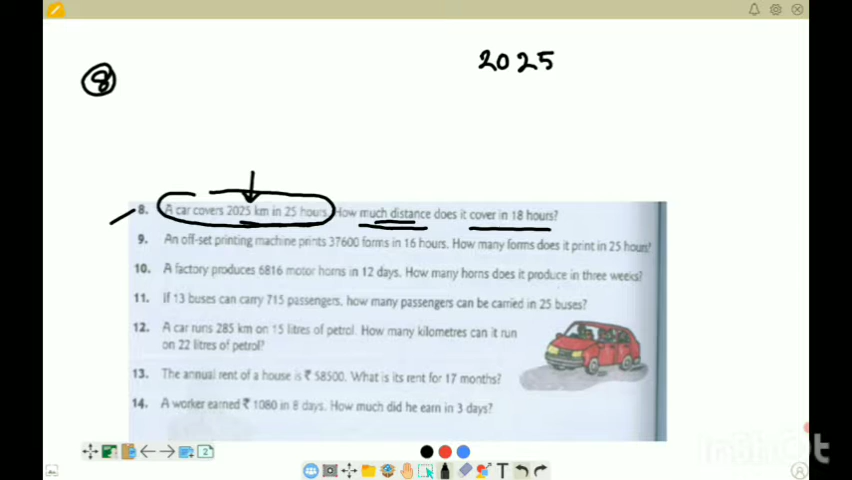 2025
8
8. A car covers 2025 km in 25 hours. How much distance does it cover in 18 hours?
9. An off-set printing machine prints 37600 forms in 16 hours. How many forms does it print in 25 hours?
10. A factory produces 6816 motor horns in 12 days. How many horns does it produce in three weeks?
11. If 13 buses can carry 715 passengers, how many passengers can be carried in 25 buses?
12. A car runs 285 km on 15 litres of petrol. How many kilometres can it run
on 22 litres of petrol?
13. The annual rent of a house is ₹ 58500. What is its rent for 17 months?
14. A worker earned ₹ 1080 in 8 days. How much did he earn in 3 days?
2
T